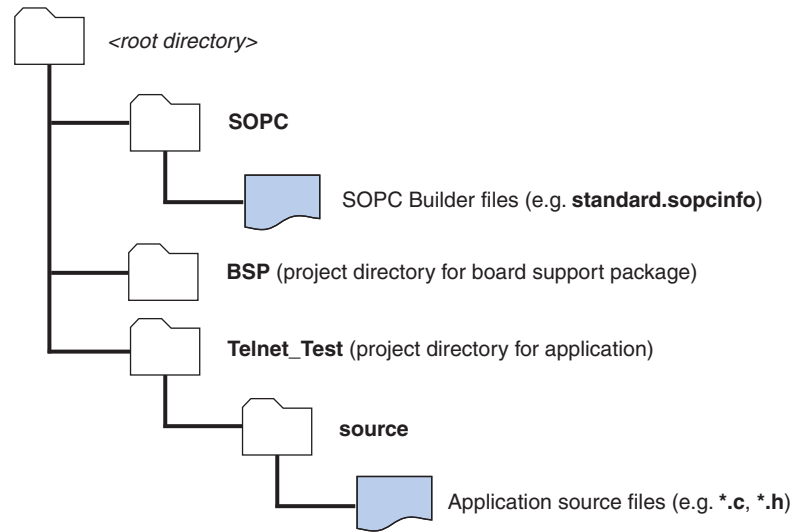 <root directory>
SOPC
SOPC Builder files (e.g. standard.sopcinfo)
BSP (project directory for board support package)
Telnet_Test (project directory for application)
source
Application source files (e.g. *.c, *.h)